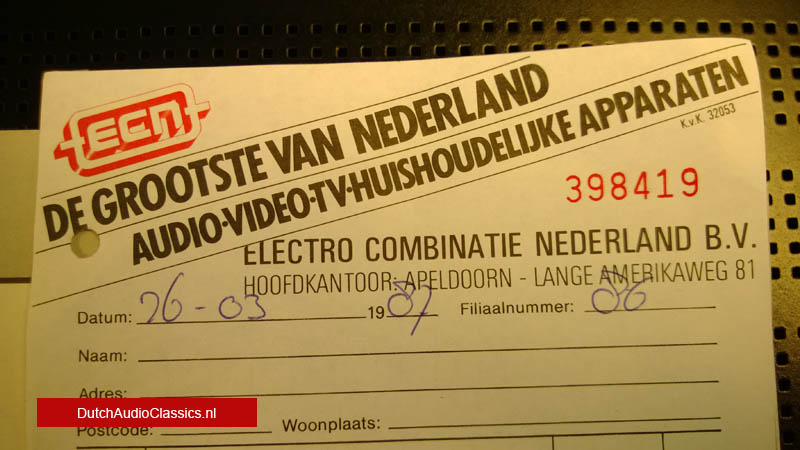 ECN
DE GROOTSTE VAN NEDERLAND
AUDIO·VIDEO·TV·HUISHOUDELIJKE APPARATEN
K.v.K. 32053
398419
ELECTRO COMBINATIE NEDERLAND B.V.
HOOFDKANTOOR: APELDOORN - LANGE AMERIKAWEG 81
Datum: 26-03 1987 Filiaalnummer: 086
Naam:
Adres:
DutchAudioClassics.nl
Postcode: Woonplaats: